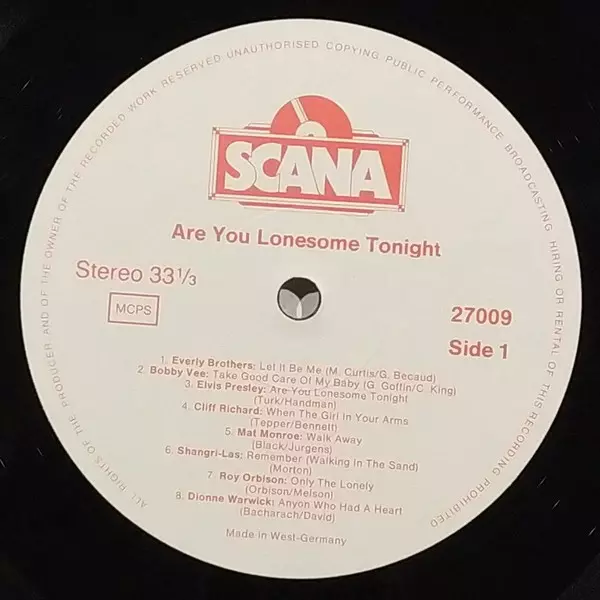 ALL RIGHTS OF THE PRODUCER AND OF THE OWNER OF THE RECORDED WORK RESERVED UNAUTHORISED COPYING PUBLIC PERFORMANCE BROADCASTING HIRING OR RENTAL OF THIS RECORDING PROHIBITED
SCANA
Are You Lonesome Tonight
Stereo 33 1/3
MCPS
27009
Side 1
1. Everly Brothers: Let It Be Me (M. Curtis/G. Becaud)
2. Bobby Vee: Take Good Care Of My Baby (G. Goffin/C. King)
3. Elvis Presley: Are You Lonesome Tonight
(Turk/Handman)
4. Cliff Richard: When The Girl In Your Arms
(Tepper/Bennett)
5. Mat Monroe: Walk Away
(Black/Jurgens)
6. Shangri-Las: Remember (Walking In The Sand)
(Morton)
7. Roy Orbison: Only The Lonely
(Orbison/Melson)
8. Dionne Warwick: Anyon Who Had A Heart
(Bacharach/David)
Made in West-Germany